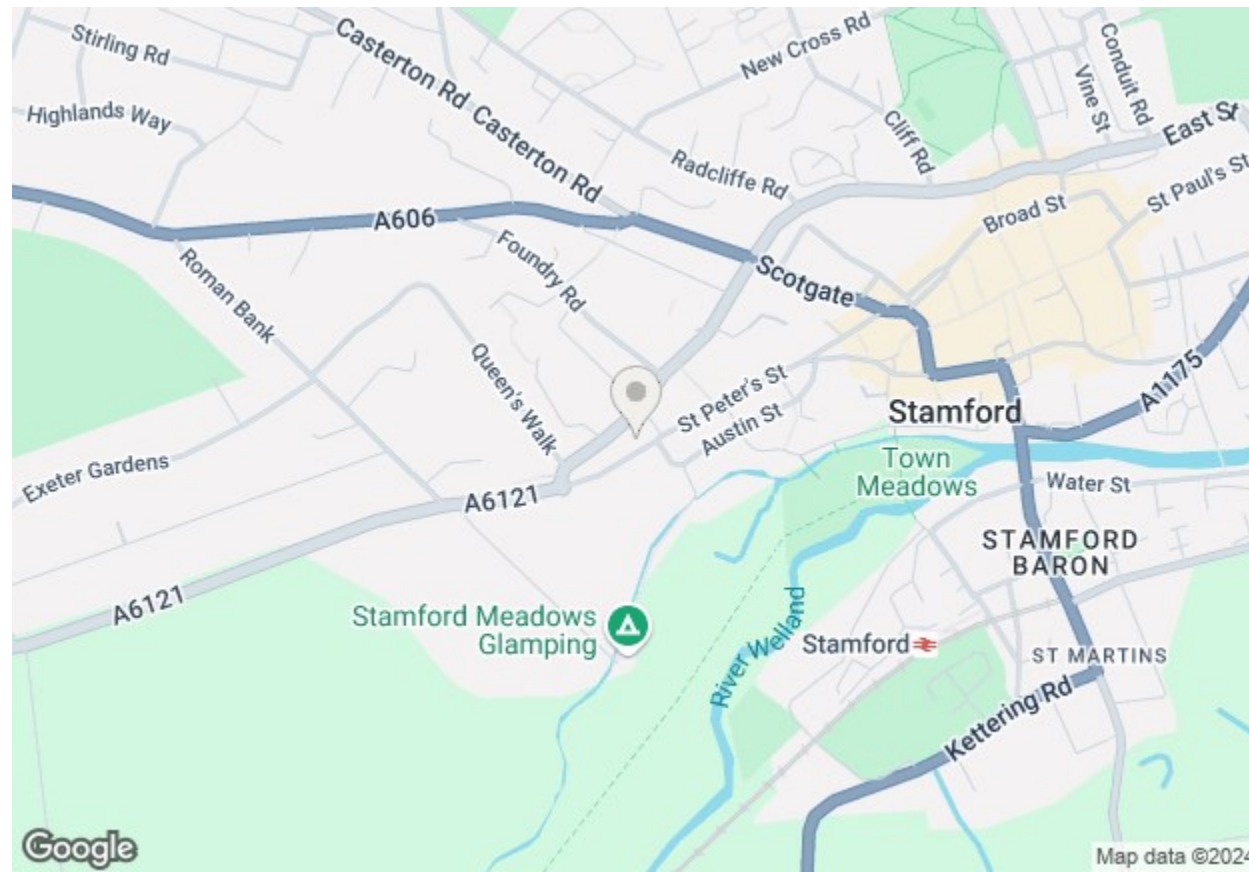 Stirling Rd
Highlands Way
Casterton Rd
Casterton Rd
New Cross Rd
Conduit Rd
Vine St
East St
Cliff Rd
Radcliffe Rd
St Paul's St
Broad St
A606
Foundry Rd
Scotgate
Roman Bank
Queen's Walk
St Peter's St
Austin St
Stamford
A1175
Exeter Gardens
A6121
Town
Meadows
Water St
STAMFORD
BARON
A6121
Stamford Meadows
Glamping
River Welland
Stamford
ST MARTINS
Kettering Rd
Google
Map data ©2024